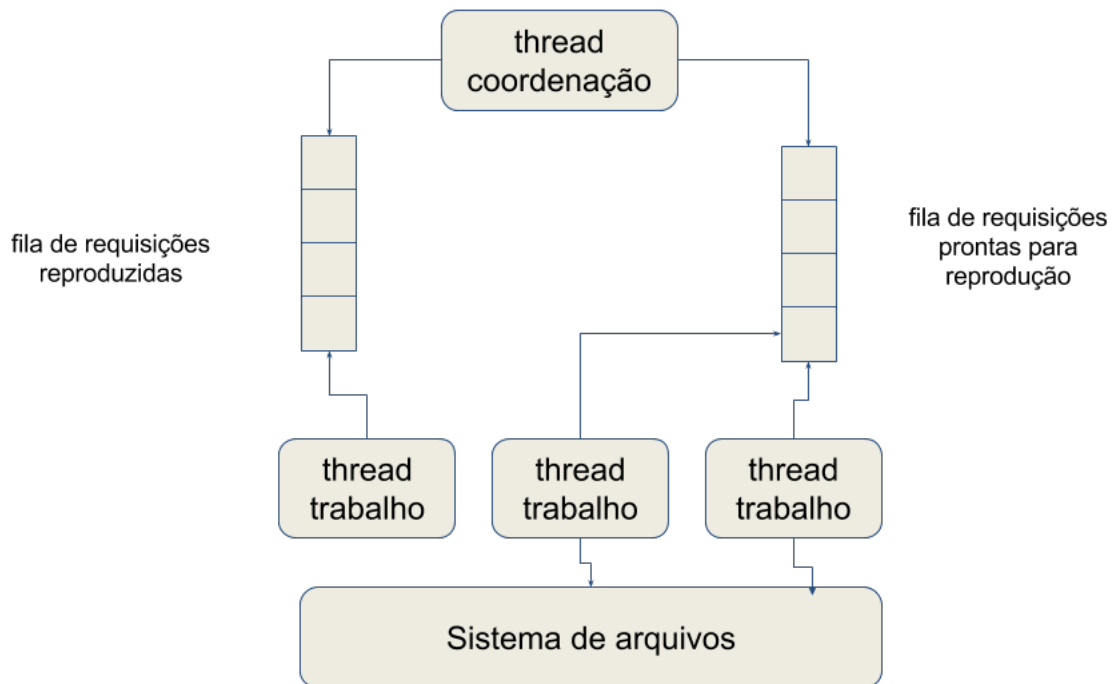 thread
coordenação
fila de requisições
reproduzidas
fila de requisições
prontas para
reprodução
thread
trabalho
thread
trabalho
thread
trabalho
Sistema de arquivos